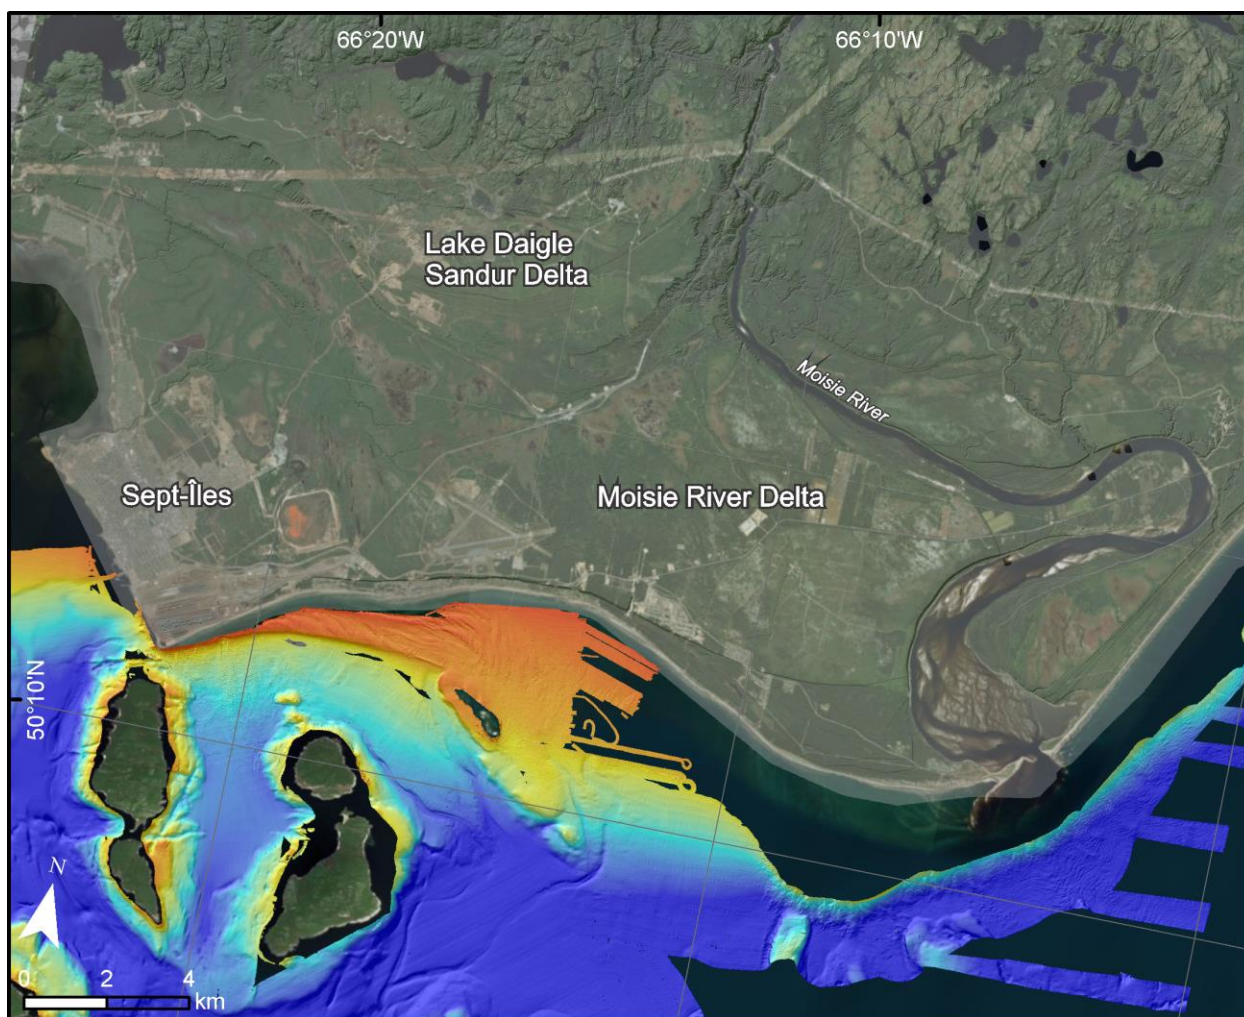 66°20'W
66°10'W
Lake Daigle
Sandur Delta
Moisie River
Sept-Îles
Moisie River Delta
50°10'N
N
0 2 4
km